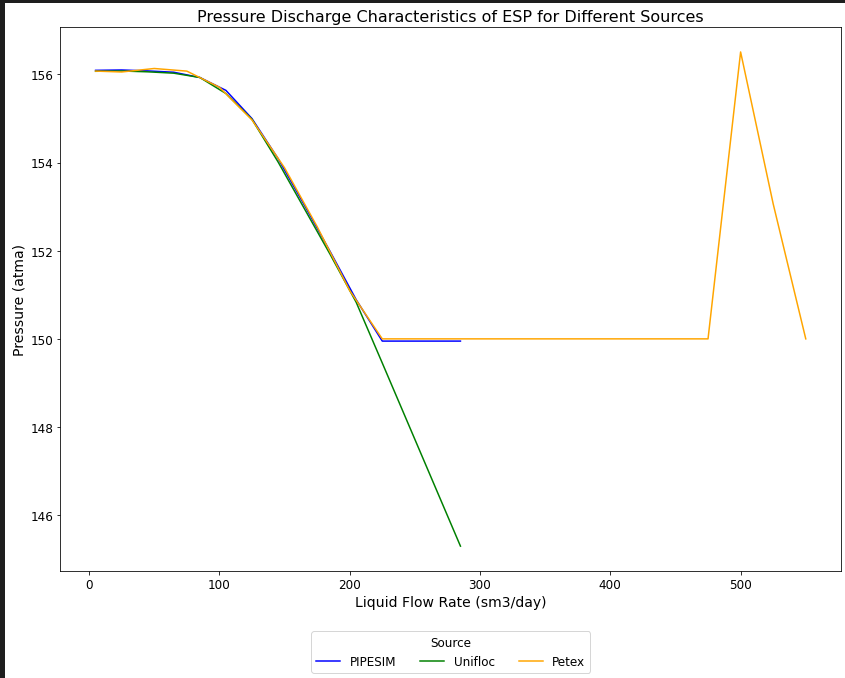 Pressure Discharge Characteristics of ESP for Different Sources
156
154
152
150
148
146
Pressure (atma)
0 100 200 300 400 500
Liquid Flow Rate (sm3/day)
Source
PIPESIM Unifloc Petex